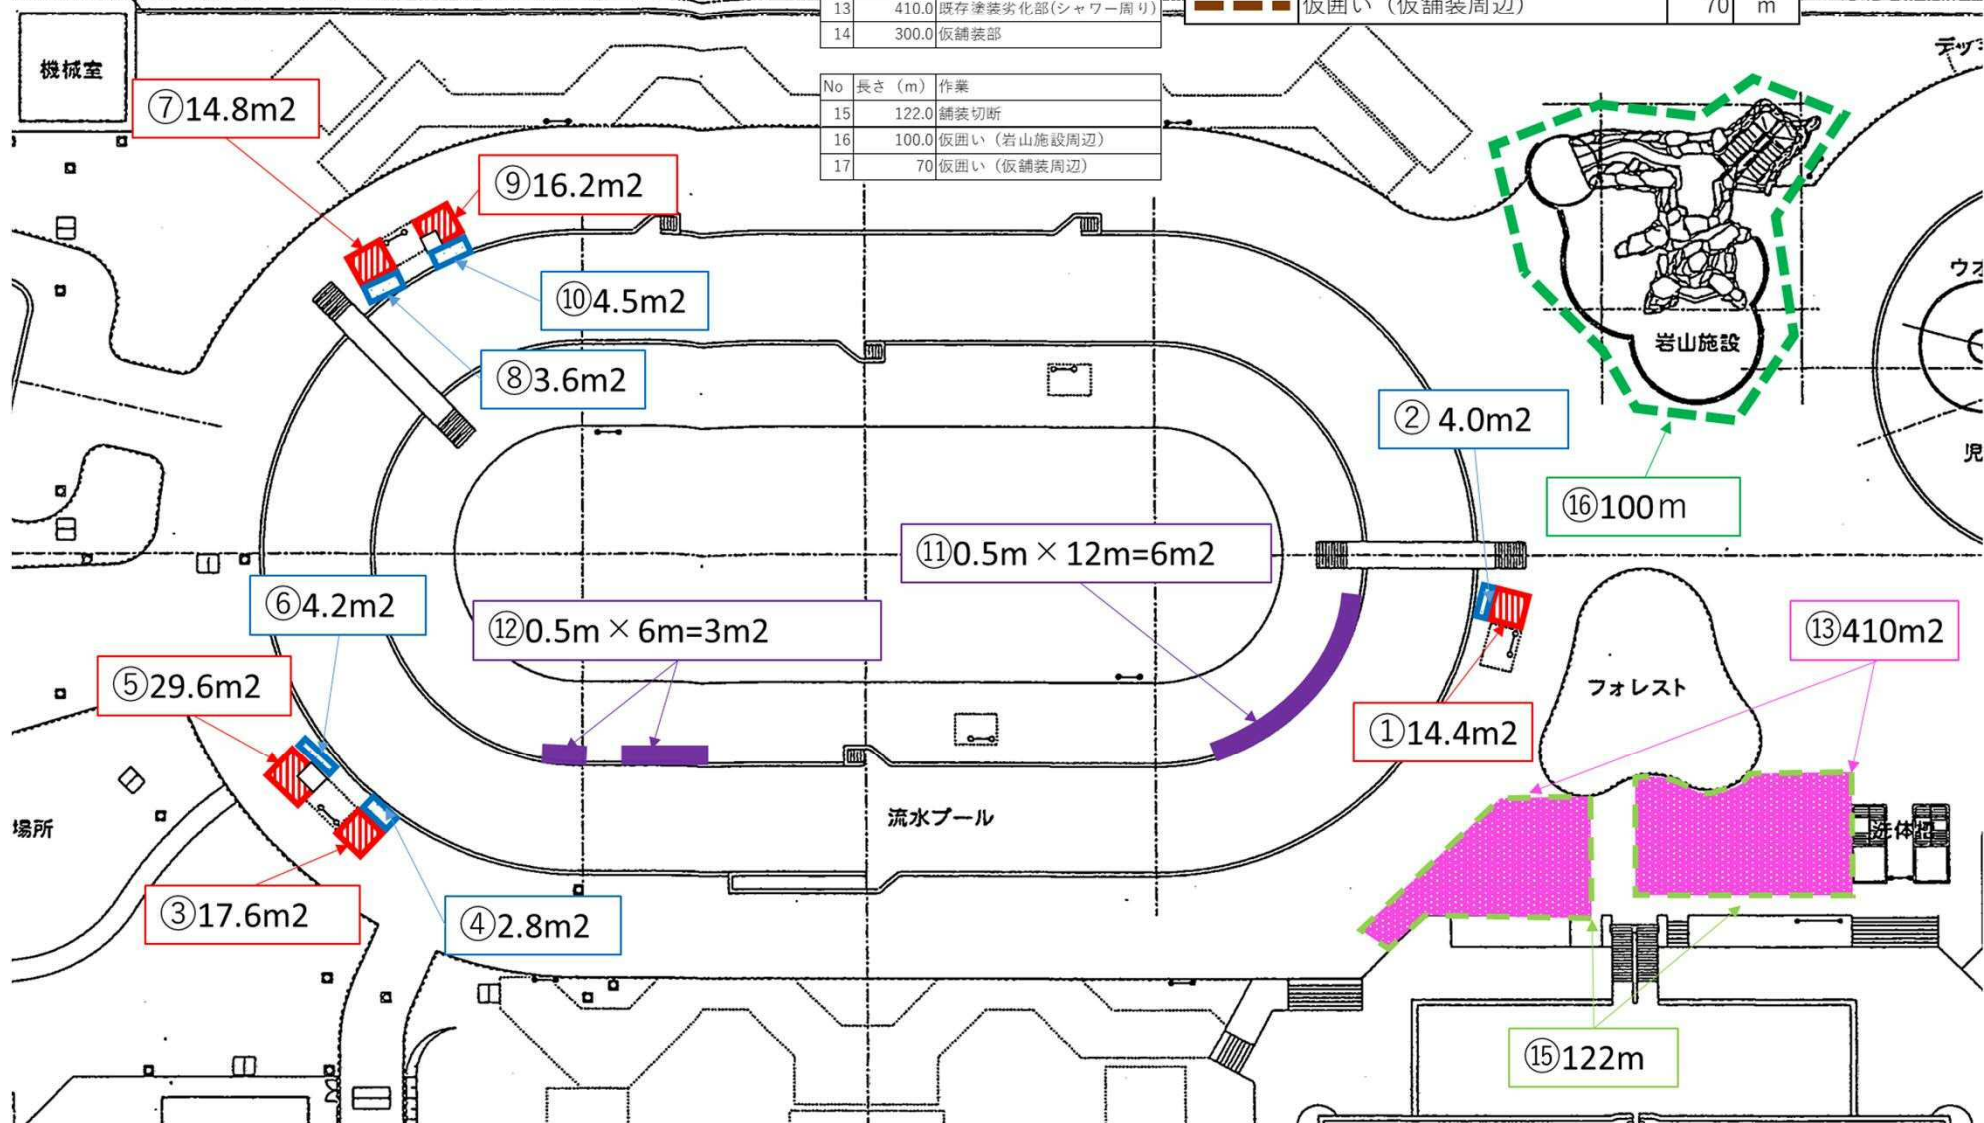 13 410.0 既存塗装劣化部(シャワー周り)
14 300.0 仮舗装部
仮囲い（仮舗装周辺） 70 m
No 長さ（m） 作業
15 122.0 舗装切断
16 100.0 仮囲い（岩山施設周辺）
17 70 仮囲い（仮舗装周辺）
機械室
⑦14.8m2
⑨16.2m2
⑩4.5m2
⑧3.6m2
岩山施設
②4.0m2
⑯100m
児
⑪0.5m×12m=6m2
⑥4.2m2
⑫0.5m×6m=3m2
⑬410m2
⑤29.6m2
フォレスト
①14.4m2
流水プール
場所
洗体
③17.6m2
④2.8m2
⑮122m